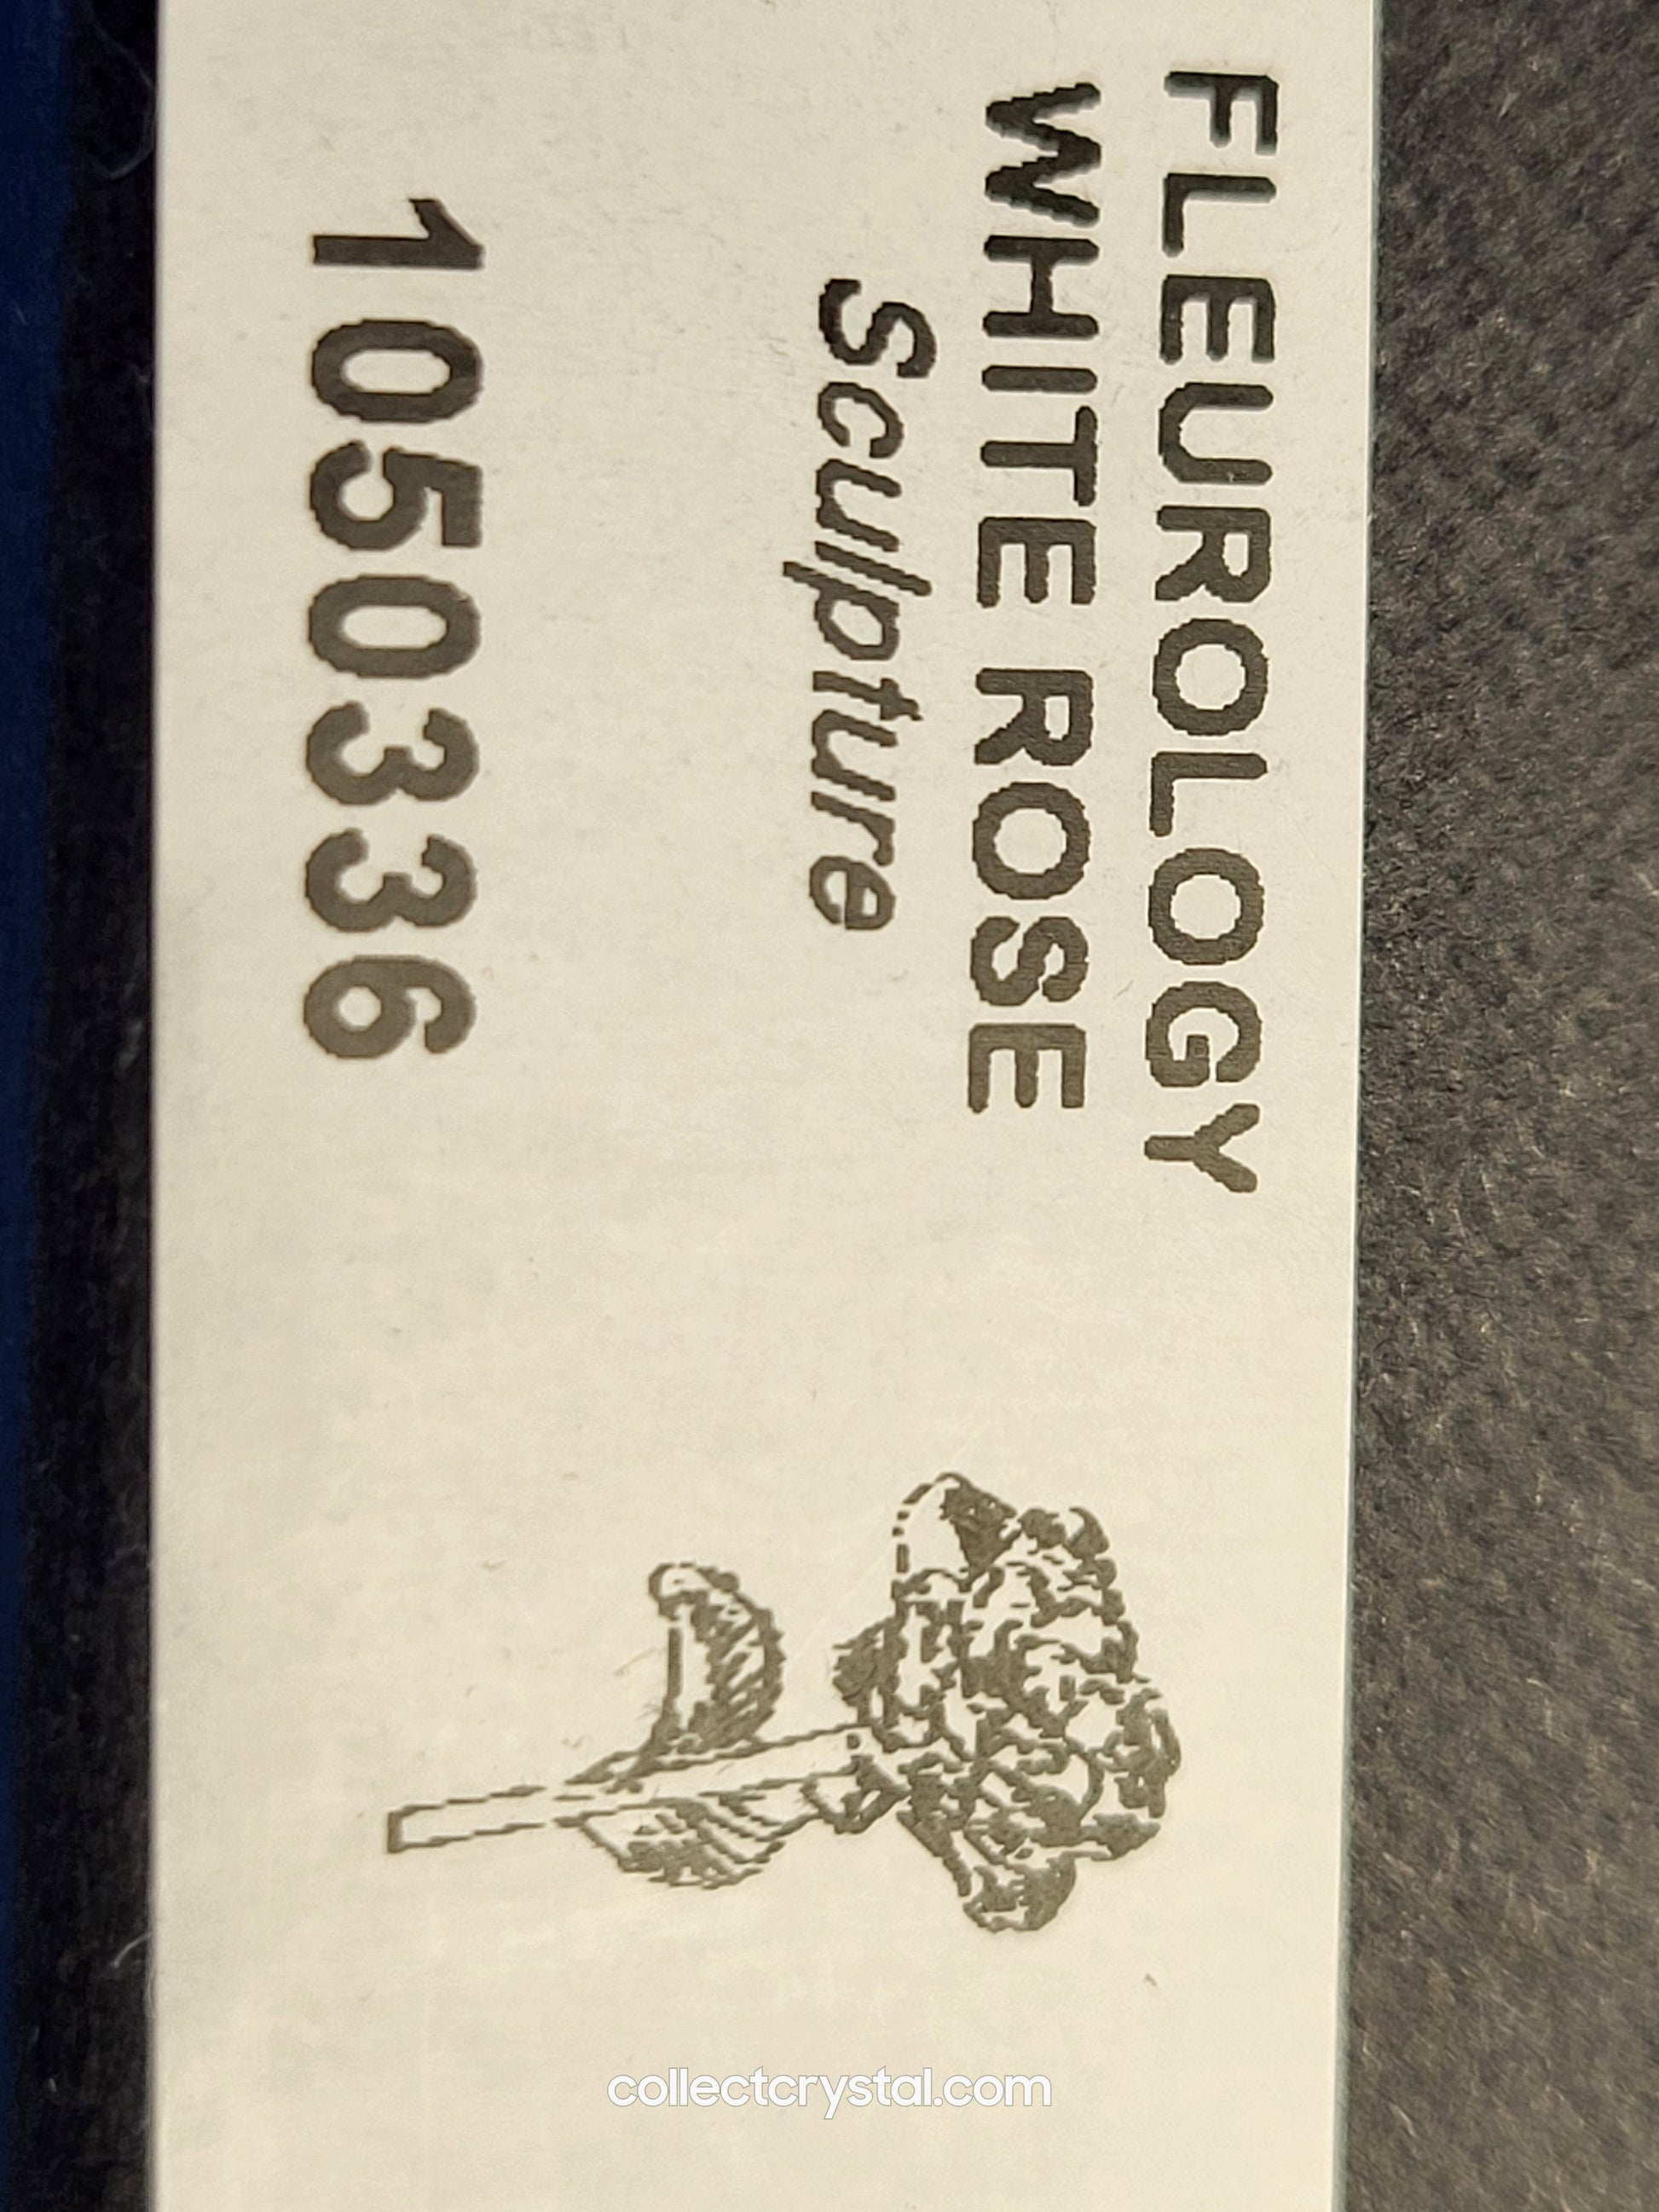 FLEUROLOGY
WHITE ROSE
Sculpture
1050336
collectcrystal.com